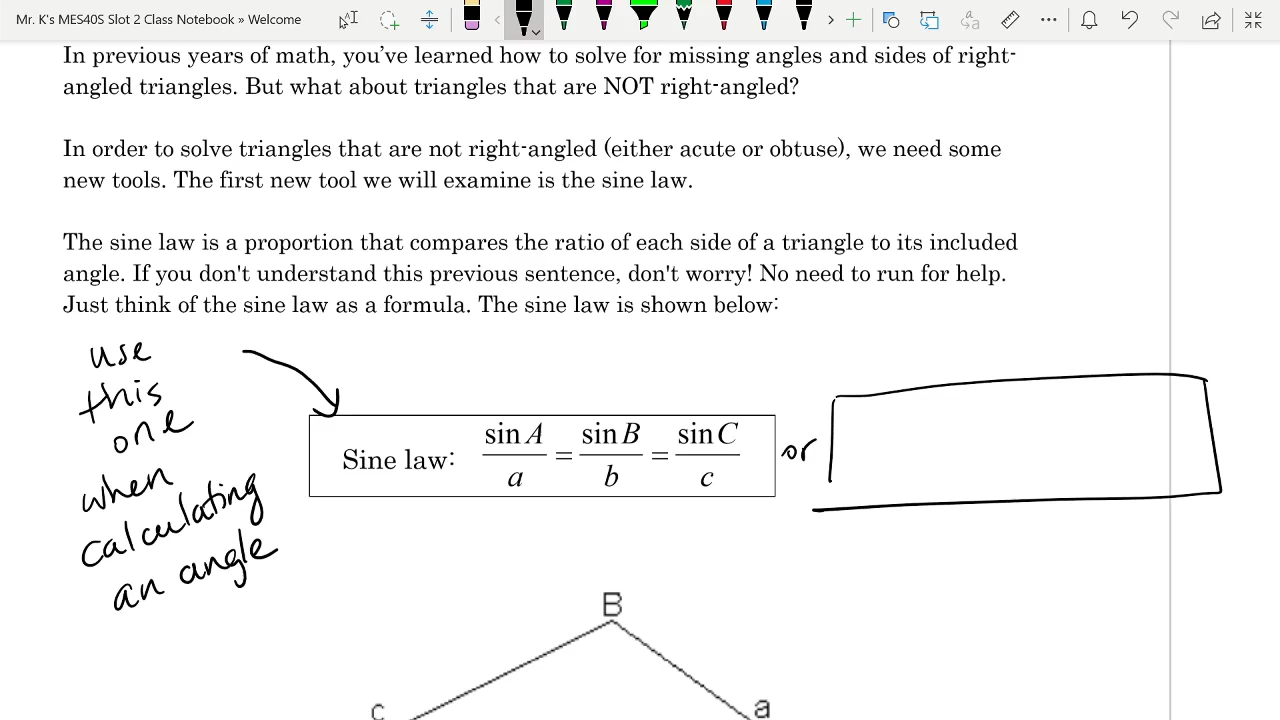 Mr. K's MES40S Slot 2 Class Notebook » Welcome
In previous years of math, you've learned how to solve for missing angles and sides of right-
angled triangles. But what about triangles that are NOT right-angled?
In order to solve triangles that are not right-angled (either acute or obtuse), we need some
new tools. The first new tool we will examine is the sine law.
The sine law is a proportion that compares the ratio of each side of a triangle to its included
angle. If you don't understand this previous sentence, don't worry! No need to run for help.
Just think of the sine law as a formula. The sine law is shown below:
use
this
one
when
calculating
an angle
Sine law: sin A / a = sin B / b = sin C / c
or
B
c
a